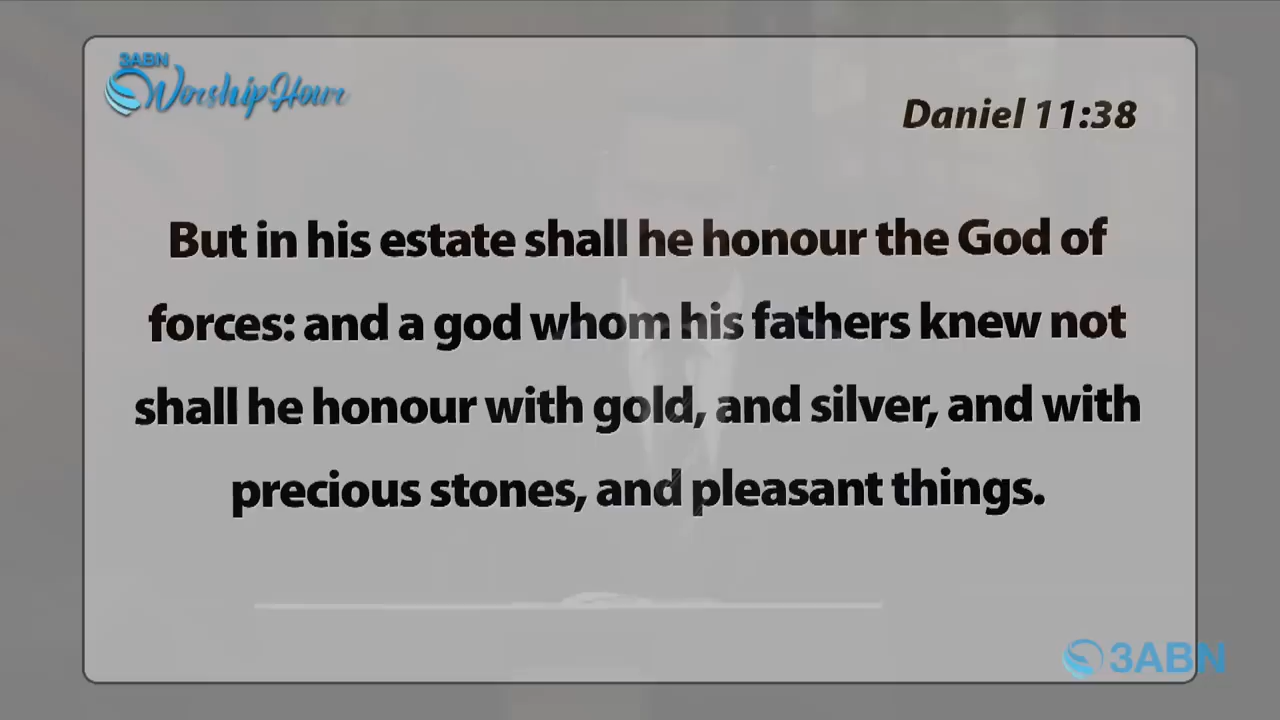 3ABN
Worship Hour
Daniel 11:38
But in his estate shall he honour the God of
forces: and a god whom his fathers knew not
shall he honour with gold, and silver, and with
precious stones, and pleasant things.
3ABN